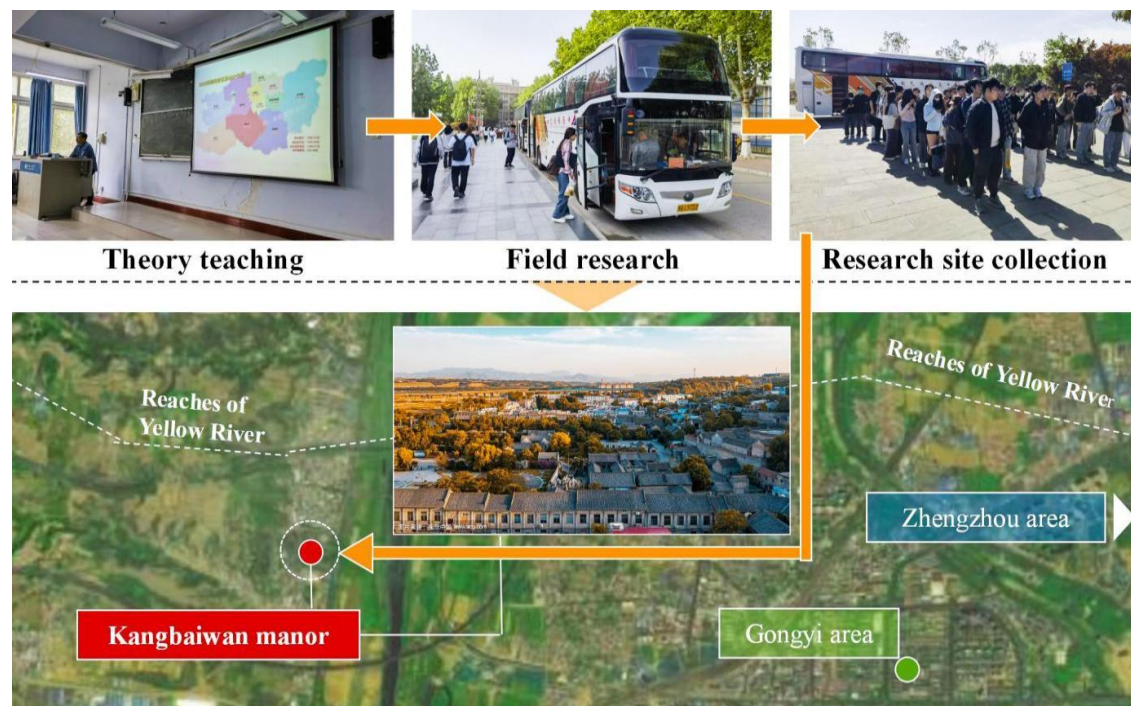 Theory teaching
Field research
Research site collection
Reaches of
Yellow River
Reaches of Yellow River
Zhengzhou area
Kangbaiwan manor
Gongyi area